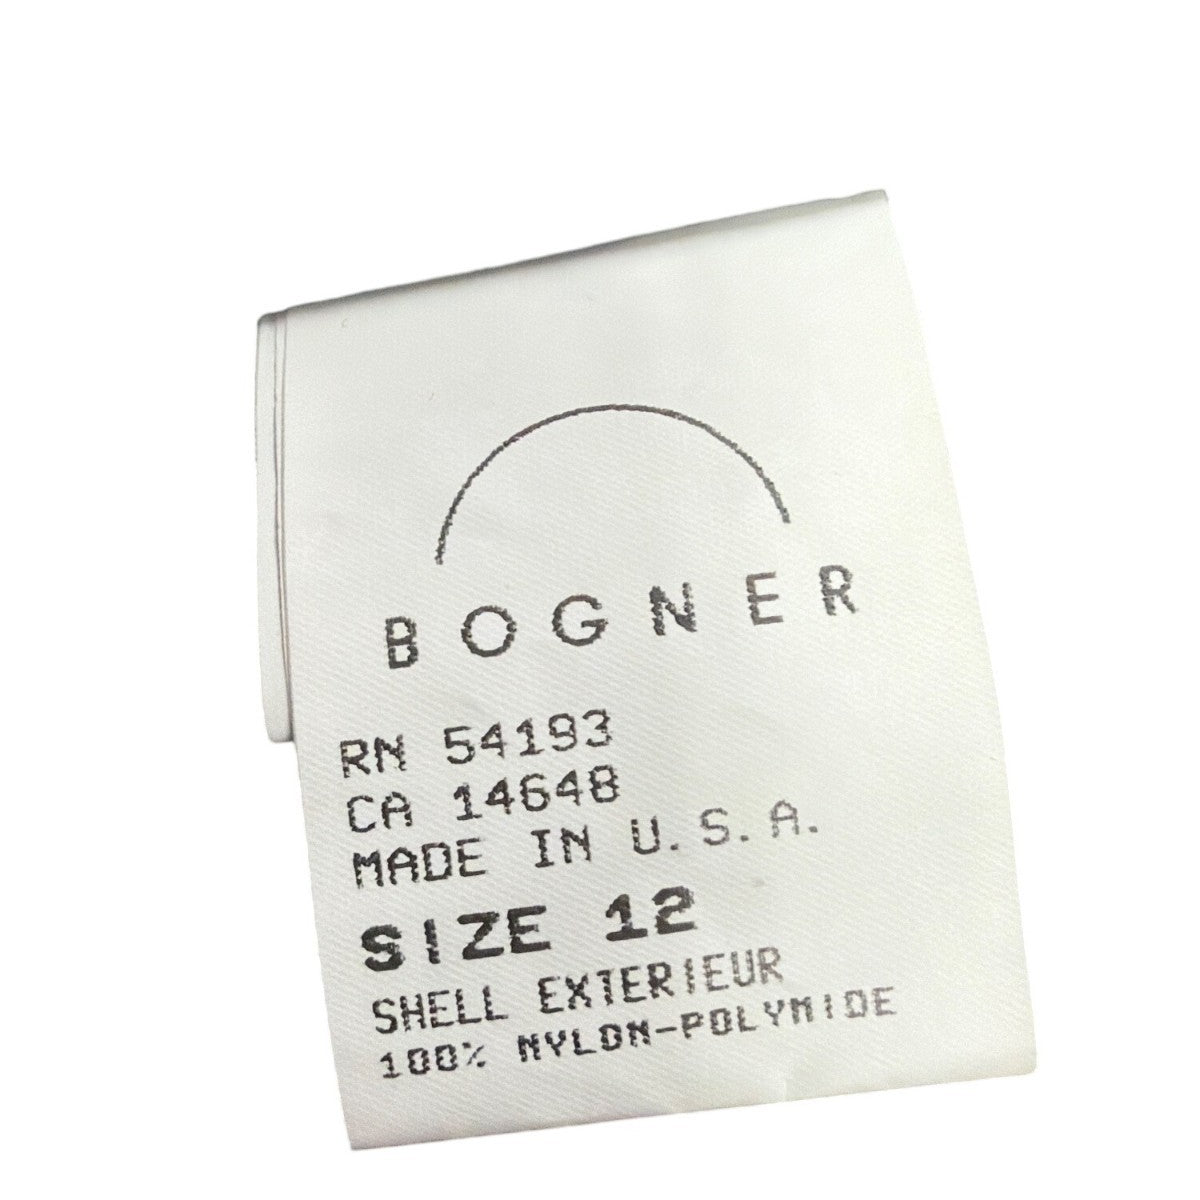 BOGNER
RN 54193
CA 14648
MADE IN U.S.A.
SIZE 12
SHELL EXTERIEUR
100% NYLON-POLYMIDE